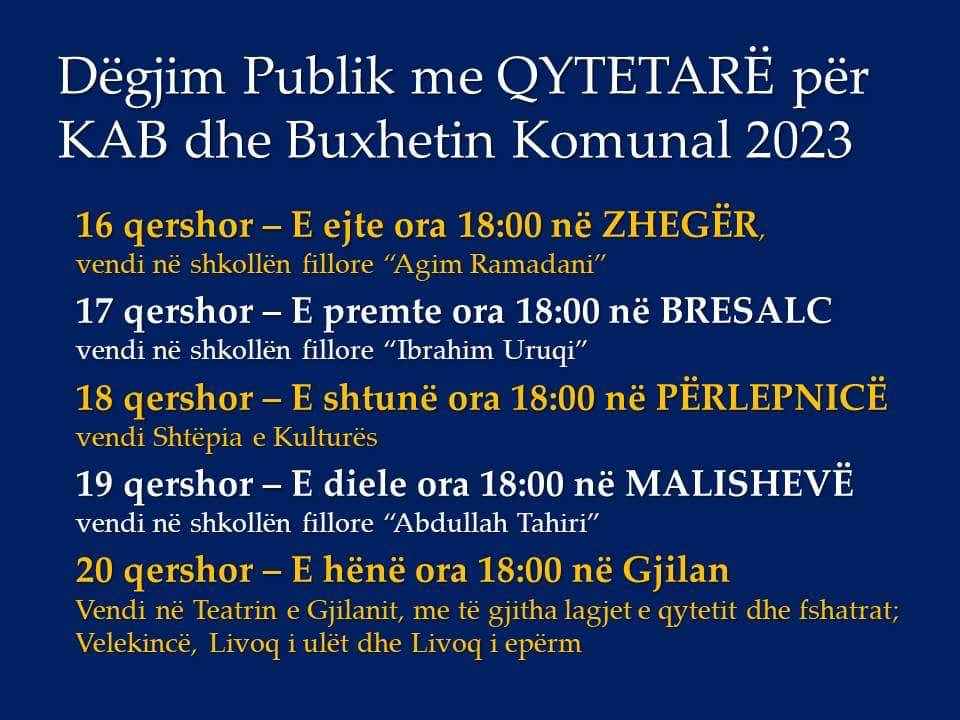 Dëgjim Publik me QYTETARË për
KAB dhe Buxhetin Komunal 2023
16 qershor – E ejte ora 18:00 në ZHEGËR,
vendi në shkollën fillore “Agim Ramadani”
17 qershor – E premte ora 18:00 në BRESALC
vendi në shkollën fillore “Ibrahim Uruqi”
18 qershor – E shtunë ora 18:00 në PËRLEPNICË
vendi Shtëpia e Kulturës
19 qershor – E diele ora 18:00 në MALISHEVË
vendi në shkollën fillore “Abdullah Tahiri”
20 qershor – E hënë ora 18:00 në Gjilan
Vendi në Teatrin e Gjilanit, me të gjitha lagjet e qytetit dhe fshatrat;
Velekincë, Livoq i ulët dhe Livoq i epërm